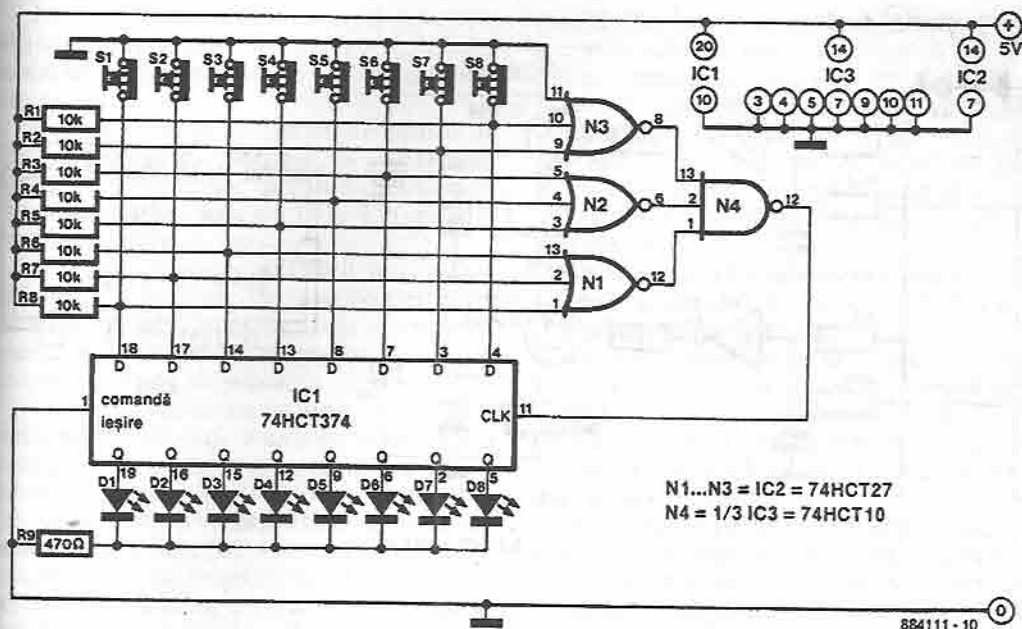 +
5V
S1 S2 S3 S4 S5 S6 S7 S8
20 14 14
IC1 IC3 IC2
10 3 4 5 7 9 10 11 7
R1 10k
R2 10k
R3 10k
R4 10k
R5 10k
R6 10k
R7 10k
R8 10k
11
10 N3 8
9
5
4 N2 6
3
13
2 N1 12
1
13
2 N4 12
1
18 17 14 13 8 7 3 4
D D D D D D D D
1 comandă
ieșire
IC1
74HCT374
CLK 11
Q Q Q Q Q Q Q Q
19 16 15 12 9 6 2 5
D1 D2 D3 D4 D5 D6 D7 D8
R9 470Ω
N1...N3 = IC2 = 74HCT27
N4 = 1/3 IC3 = 74HCT10
0
884111 - 10